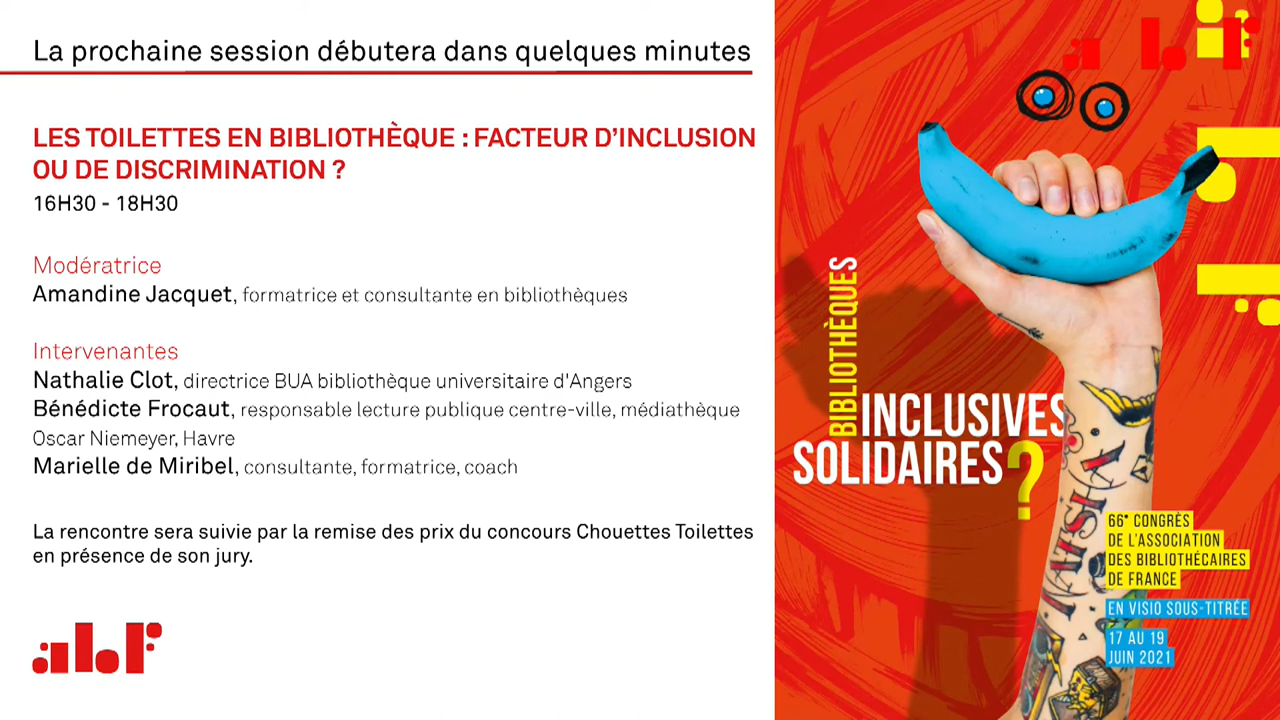 La prochaine session débutera dans quelques minutes
LES TOILETTES EN BIBLIOTHÈQUE : FACTEUR D'INCLUSION
OU DE DISCRIMINATION ?
16H30 - 18H30
Modératrice
Amandine Jacquet, formatrice et consultante en bibliothèques
Intervenantes
Nathalie Clot, directrice BUA bibliothèque universitaire d'Angers
Bénédicte Frocaut, responsable lecture publique centre-ville, médiathèque
Oscar Niemeyer, Havre
Marielle de Miribel, consultante, formatrice, coach
La rencontre sera suivie par la remise des prix du concours Chouettes Toilettes
en présence de son jury.
abf
abf
abf
BIBLIOTHÈQUES
INCLUSIVES
SOLIDAIRES ?
66e CONGRÈS
DE L'ASSOCIATION
DES BIBLIOTHÉCAIRES
DE FRANCE
EN VISIO SOUS-TITRÉE
17 AU 19
JUIN 2021